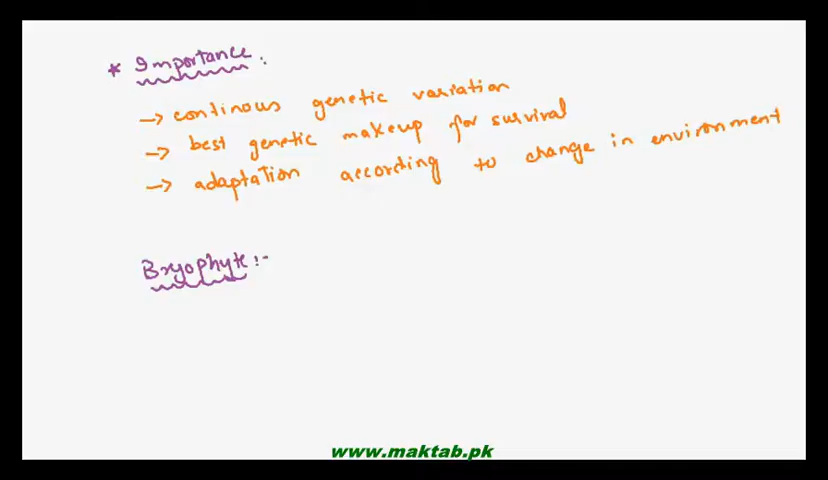 * Importance :
→ continous genetic variation
→ best genetic makeup for survival
→ adaptation according to change in environment
Bryophyte :-
www.maktab.pk